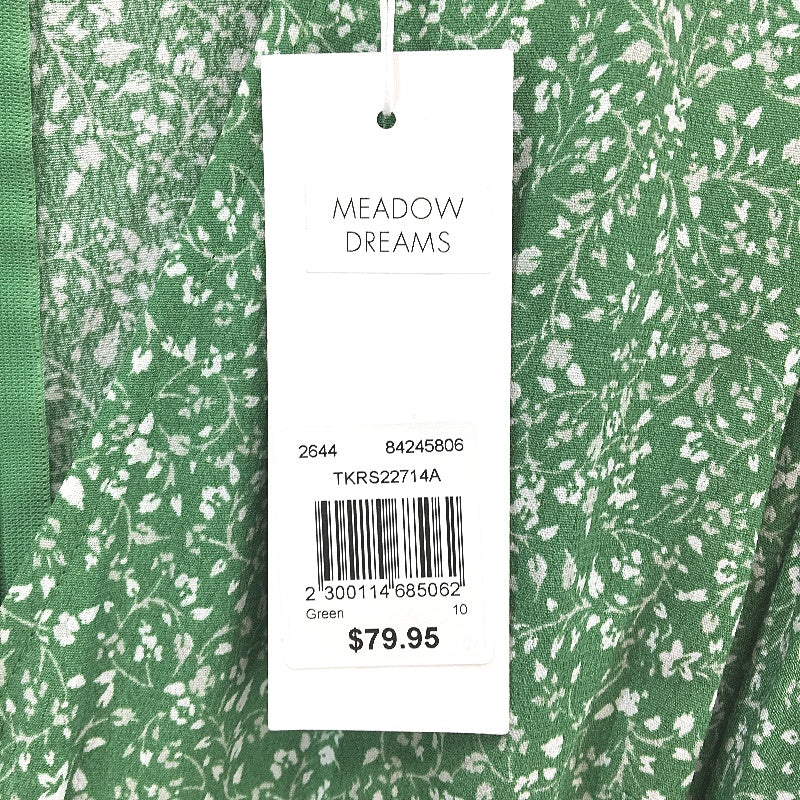 MEADOW
DREAMS
2644 84245806
TKRS22714A
2 300114 685062
Green 10
$79.95